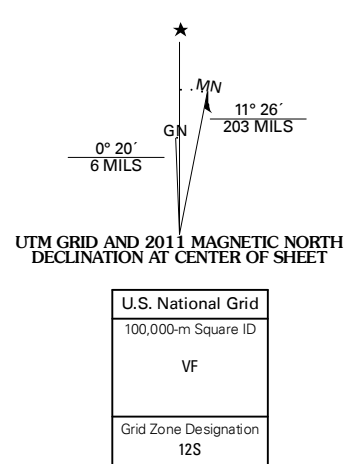 MN
GN
11° 26´
203 MILS
0° 20´
6 MILS
UTM GRID AND 2011 MAGNETIC NORTH
DECLINATION AT CENTER OF SHEET
U.S. National Grid
100,000-m Square ID
VF
Grid Zone Designation
12S